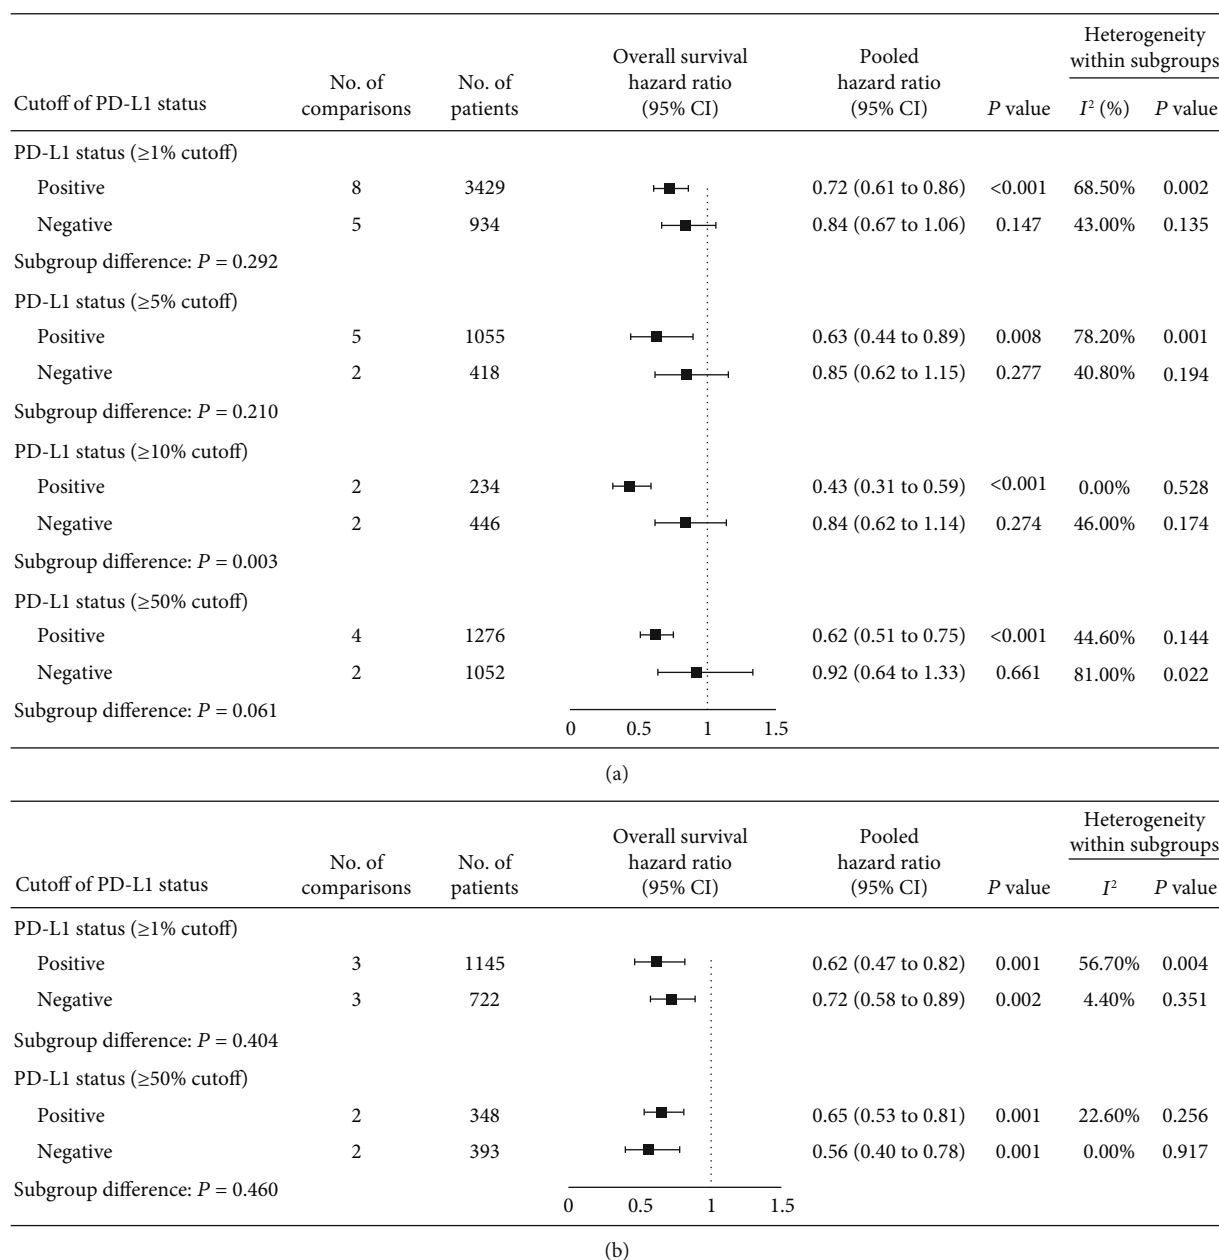 Cutoff of PD-L1 status No. of comparisons No. of patients Overall survival hazard ratio (95% CI) Pooled hazard ratio (95% CI) P value Heterogeneity within subgroups I² (%) P value
PD-L1 status (≥1% cutoff)
Positive 8 3429 0.72 (0.61 to 0.86) <0.001 68.50% 0.002
Negative 5 934 0.84 (0.67 to 1.06) 0.147 43.00% 0.135
Subgroup difference: P = 0.292
PD-L1 status (≥5% cutoff)
Positive 5 1055 0.63 (0.44 to 0.89) 0.008 78.20% 0.001
Negative 2 418 0.85 (0.62 to 1.15) 0.277 40.80% 0.194
Subgroup difference: P = 0.210
PD-L1 status (≥10% cutoff)
Positive 2 234 0.43 (0.31 to 0.59) <0.001 0.00% 0.528
Negative 2 446 0.84 (0.62 to 1.14) 0.274 46.00% 0.174
Subgroup difference: P = 0.003
PD-L1 status (≥50% cutoff)
Positive 4 1276 0.62 (0.51 to 0.75) <0.001 44.60% 0.144
Negative 2 1052 0.92 (0.64 to 1.33) 0.661 81.00% 0.022
Subgroup difference: P = 0.061
0 0.5 1 1.5
(a)
Cutoff of PD-L1 status No. of comparisons No. of patients Overall survival hazard ratio (95% CI) Pooled hazard ratio (95% CI) P value Heterogeneity within subgroups I² P value
PD-L1 status (≥1% cutoff)
Positive 3 1145 0.62 (0.47 to 0.82) 0.001 56.70% 0.004
Negative 3 722 0.72 (0.58 to 0.89) 0.002 4.40% 0.351
Subgroup difference: P = 0.404
PD-L1 status (≥50% cutoff)
Positive 2 348 0.65 (0.53 to 0.81) 0.001 22.60% 0.256
Negative 2 393 0.56 (0.40 to 0.78) 0.001 0.00% 0.917
Subgroup difference: P = 0.460
0 0.5 1 1.5
(b)